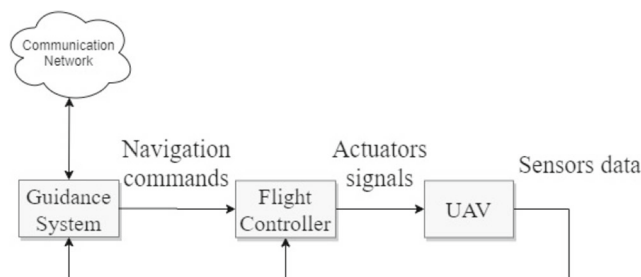 Communication
Network
Navigation
commands
Actuators
signals
Sensors data
Guidance
System
Flight
Controller
UAV